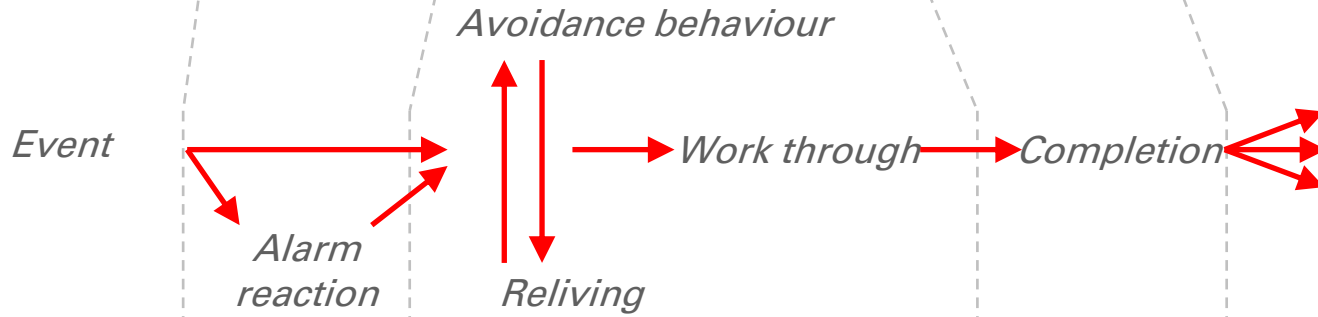 Avoidance behaviour
Event
Work through
Completion
Alarm
reaction
Reliving